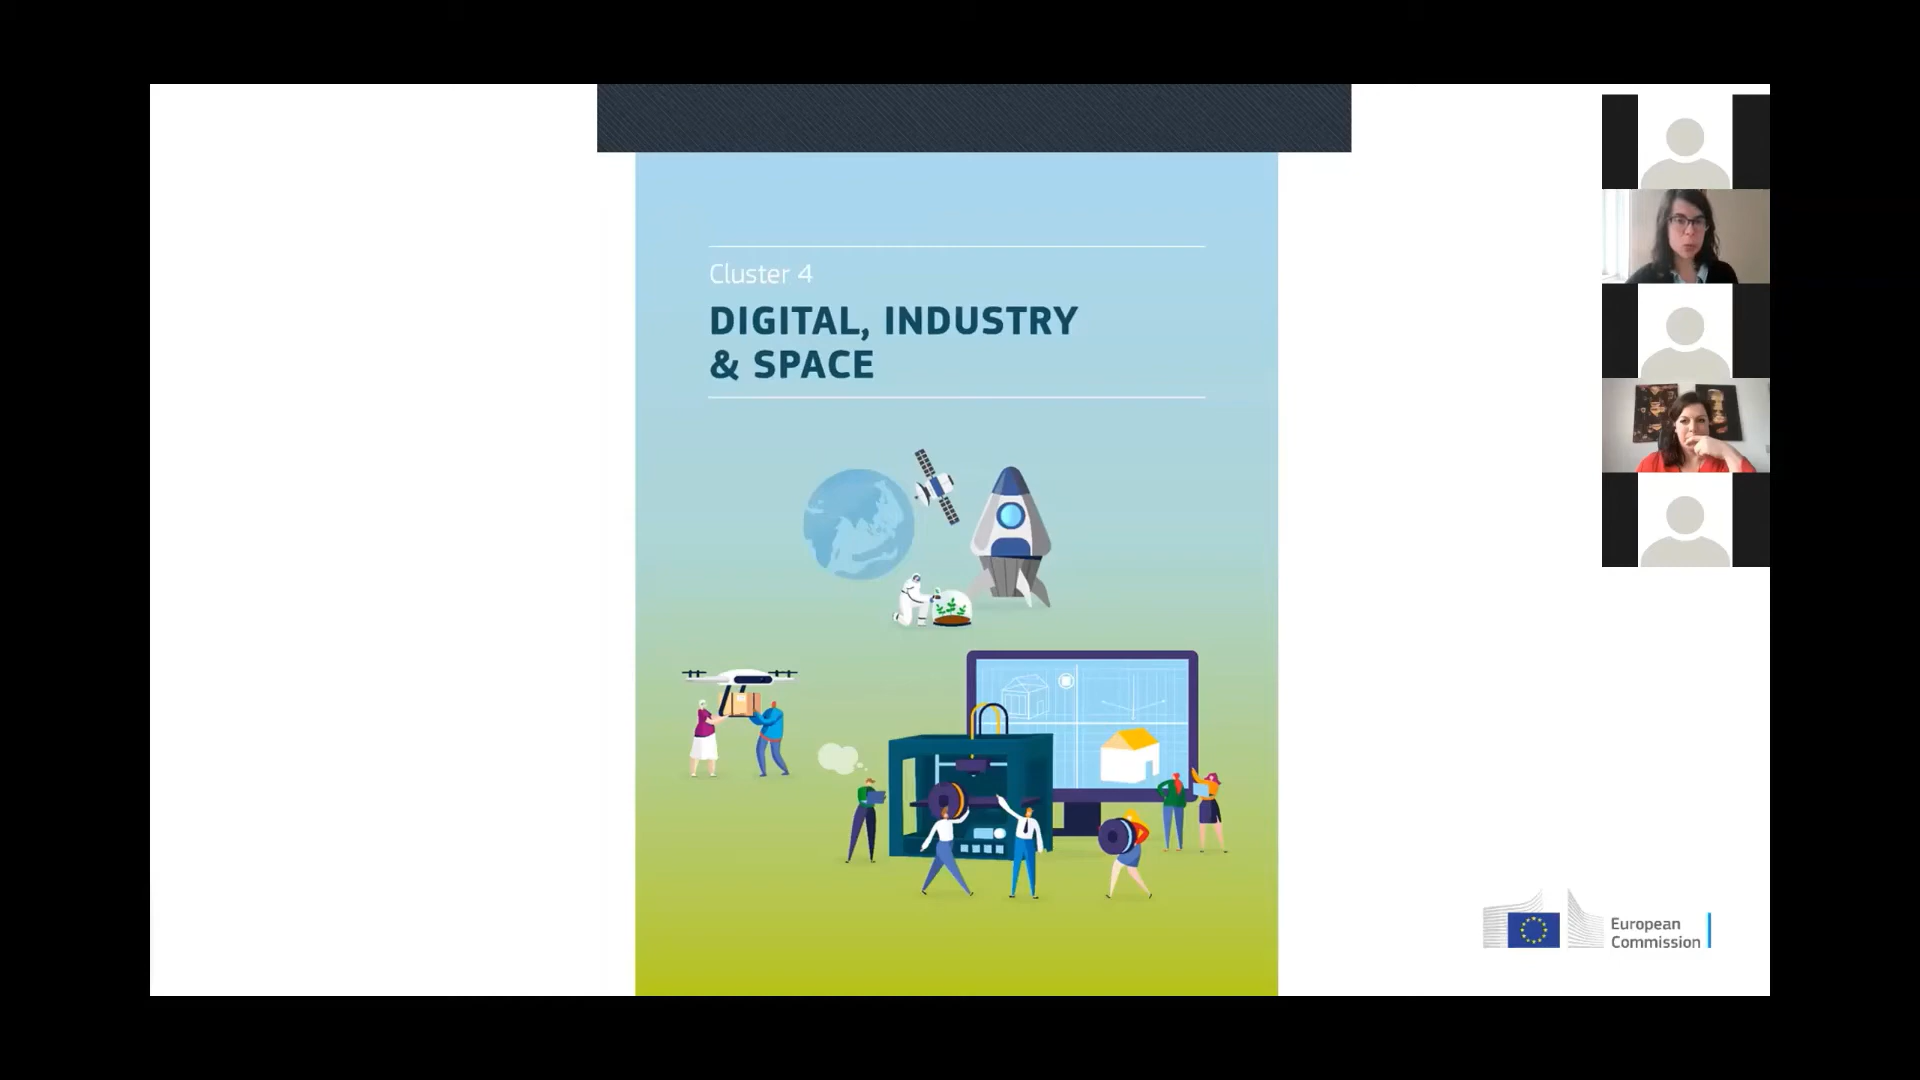 Cluster 4
DIGITAL, INDUSTRY
& SPACE
European
Commission